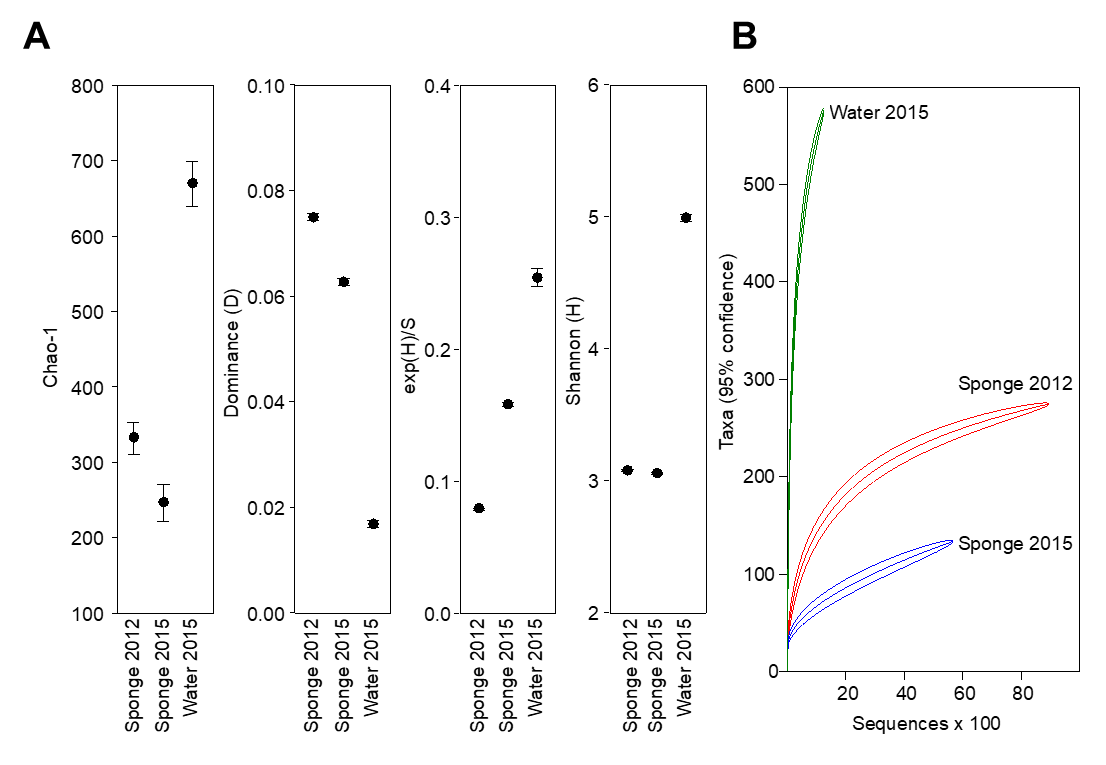 A
Chao-1
800
700
600
500
400
300
200
100
Sponge 2012
Sponge 2015
Water 2015
Dominance (D)
0.10
0.08
0.06
0.04
0.02
0.00
Sponge 2012
Sponge 2015
Water 2015
exp(H)/S
0.4
0.3
0.2
0.1
0.0
Sponge 2012
Sponge 2015
Water 2015
Shannon (H)
6
5
4
3
2
Sponge 2012
Sponge 2015
Water 2015
B
Taxa (95% confidence)
600
500
400
300
200
100
0
Water 2015
Sponge 2012
Sponge 2015
20
40
60
80
Sequences x 100